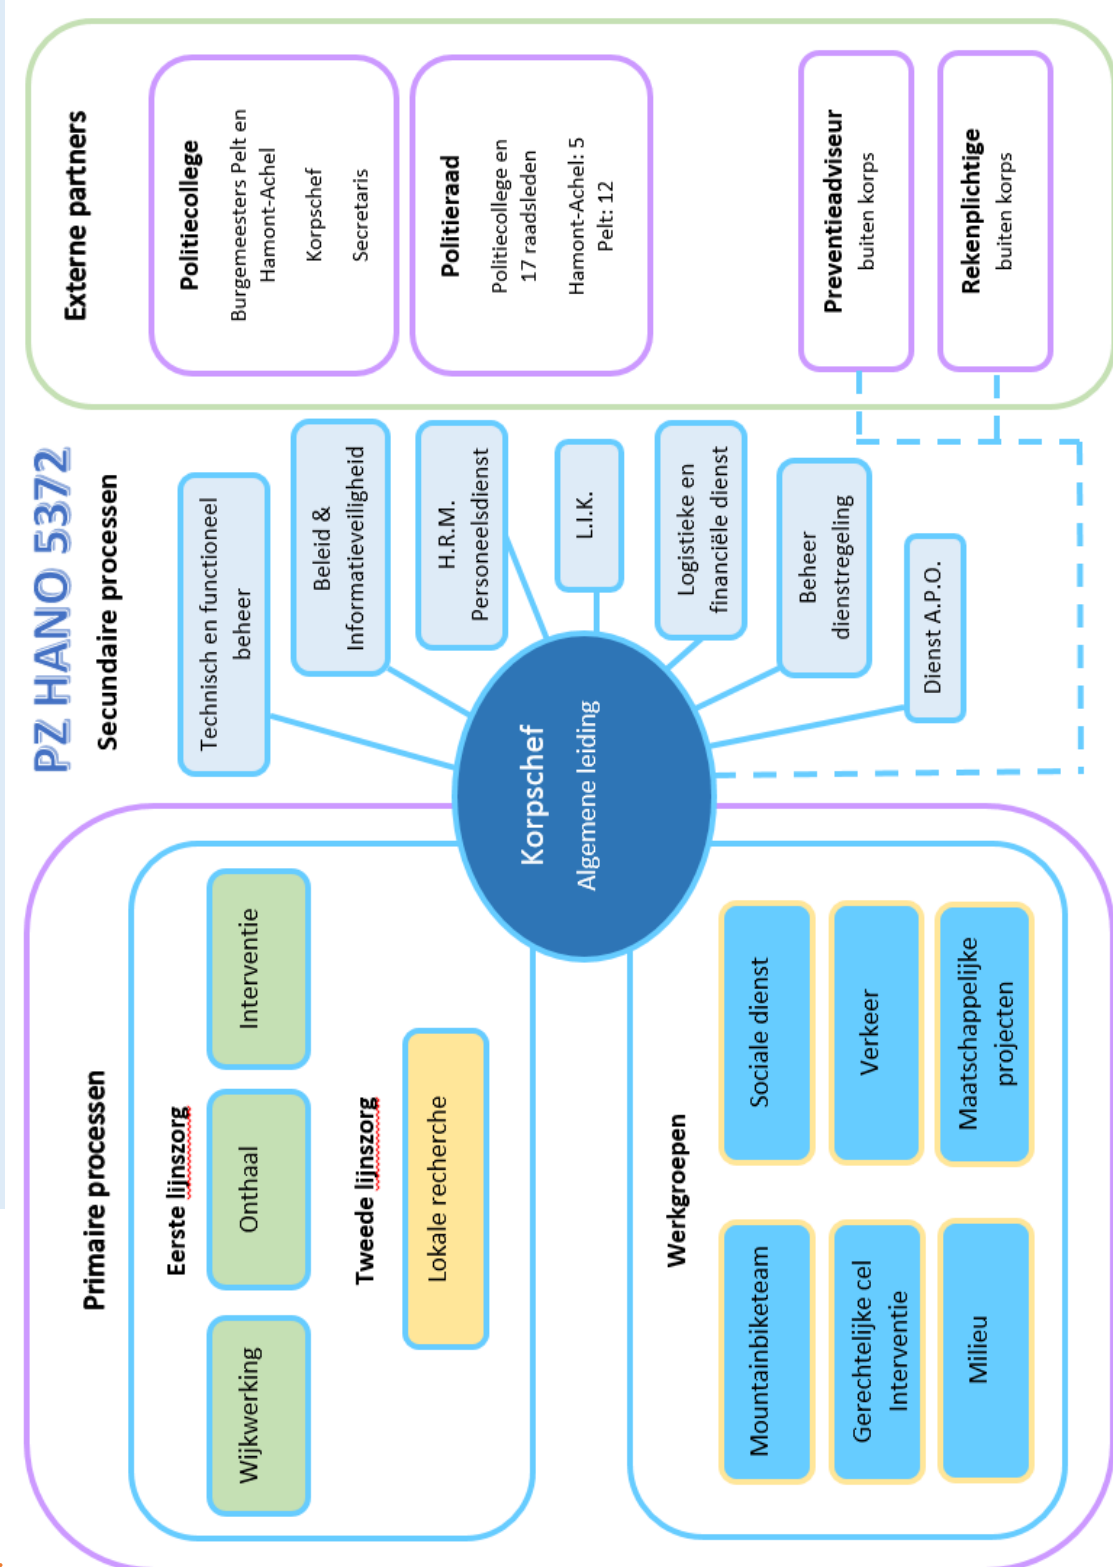 PZ HANO 5372
Primaire processen
Eerste lijnszorg
Wijkwerking
Onthaal
Interventie
Tweede lijnszorg
Lokale recherche
Werkgroepen
Mountainbiketeam
Sociale dienst
Gerechtelijke cel
Interventie
Verkeer
Milieu
Maatschappelijke
projecten
Korpschef
Algemene leiding
Secundaire processen
Technisch en functioneel
beheer
Beleid &
Informatieveiligheid
H.R.M.
Personeelsdienst
L.I.K.
Logistieke en
financiële dienst
Beheer
dienstregeling
Dienst A.P.O.
Externe partners
Politiecollege
Burgemeesters Pelt en
Hamont-Achel
Korpschef
Secretaris
Politieraad
Politiecollege en
17 raadsleden
Hamont-Achel: 5
Pelt: 12
Preventieadviseur
buiten korps
Rekenplichtige
buiten korps